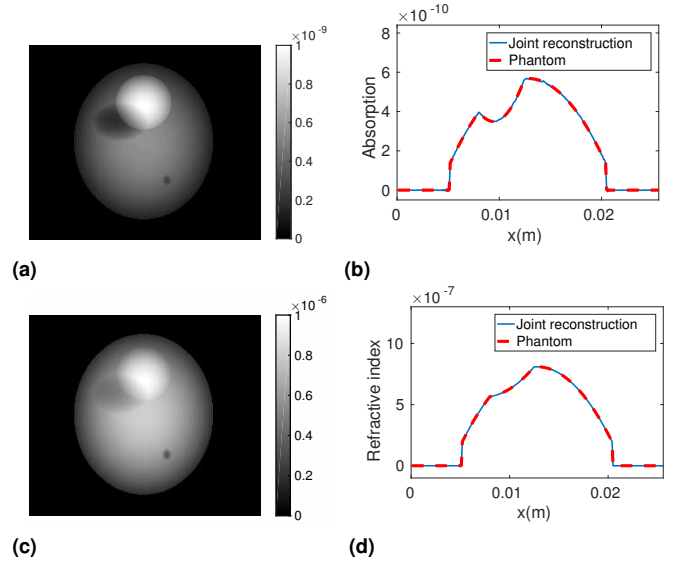 ×10 -9
1
0.8
0.6
0.4
0.2
0
(a)
×10 -10
8
6
4
2
0
Absorption
Joint reconstruction
Phantom
0 0.01 0.02
x(m)
(b)
×10 -6
1
0.8
0.6
0.4
0.2
0
(c)
×10 -7
10
5
0
Refractive index
Joint reconstruction
Phantom
0 0.01 0.02
x(m)
(d)